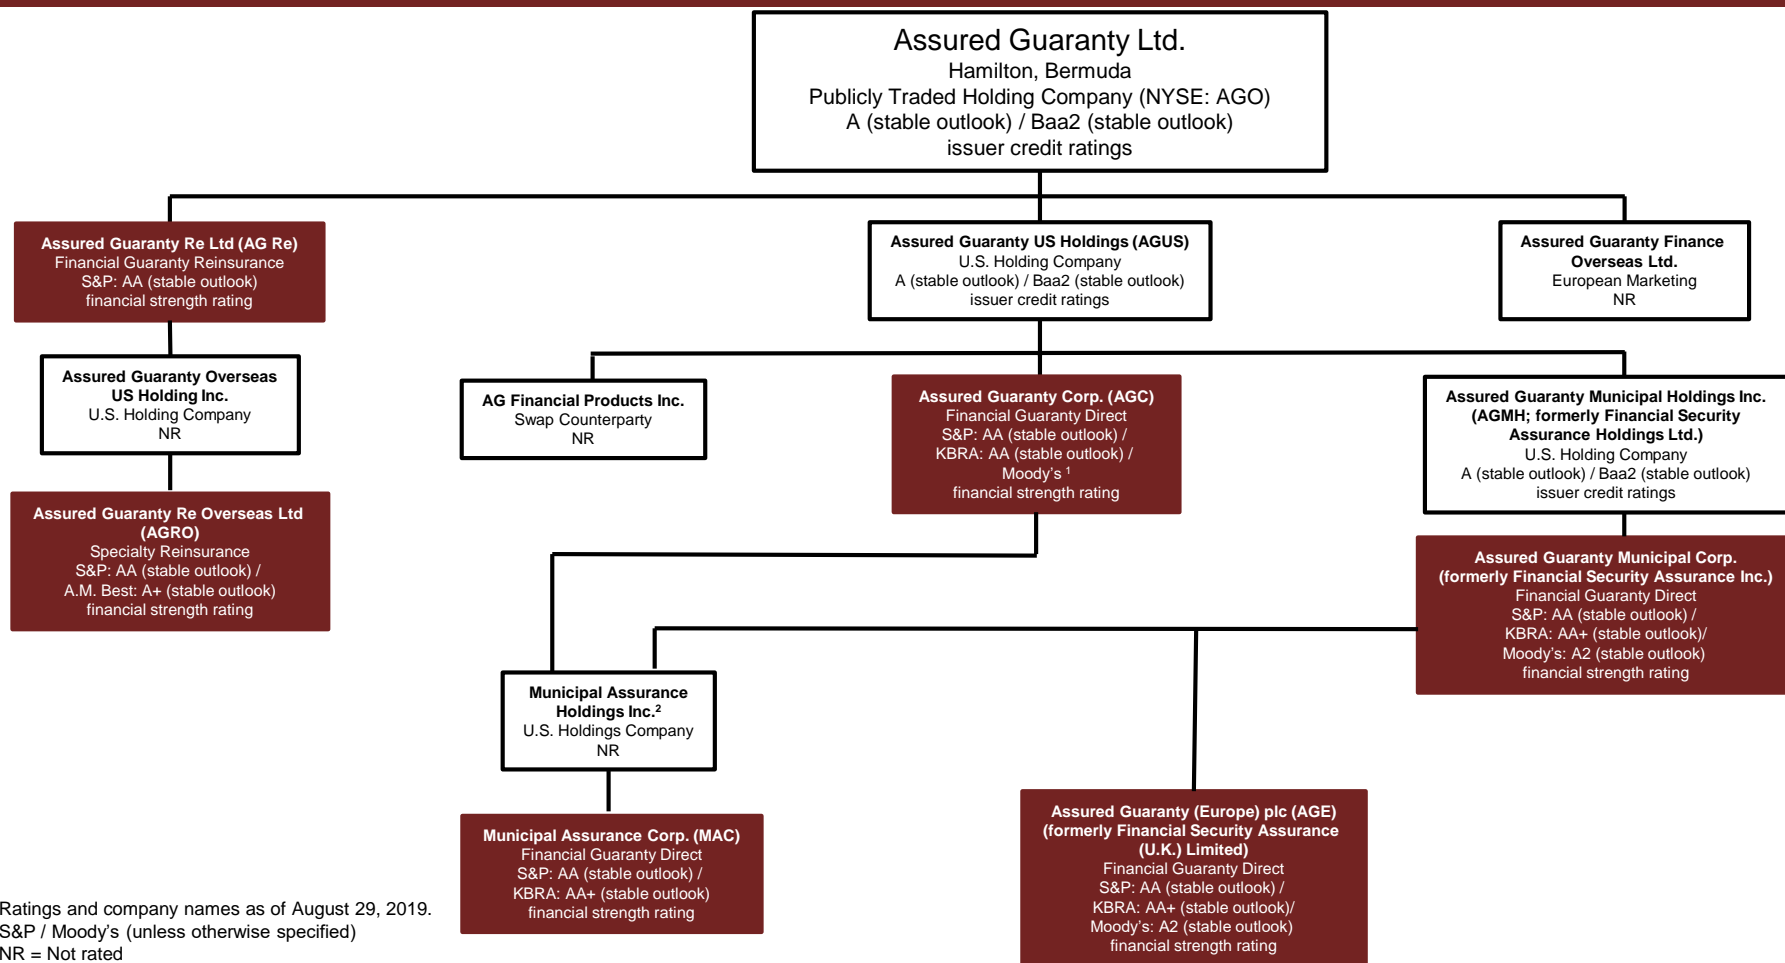 Assured Guaranty Ltd.
Hamilton, Bermuda
Publicly Traded Holding Company (NYSE: AGO)
A (stable outlook) / Baa2 (stable outlook)
issuer credit ratings
Assured Guaranty Re Ltd (AG Re)
Financial Guaranty Reinsurance
S&P: AA (stable outlook)
financial strength rating
Assured Guaranty US Holdings (AGUS)
U.S. Holding Company
A (stable outlook) / Baa2 (stable outlook)
issuer credit ratings
Assured Guaranty Finance
Overseas Ltd.
European Marketing
NR
Assured Guaranty Overseas
US Holding Inc.
U.S. Holding Company
NR
AG Financial Products Inc.
Swap Counterparty
NR
Assured Guaranty Corp. (AGC)
Financial Guaranty Direct
S&P: AA (stable outlook) /
KBRA: AA (stable outlook) /
Moody's ¹
financial strength rating
Assured Guaranty Municipal Holdings Inc.
(AGMH; formerly Financial Security
Assurance Holdings Ltd.)
U.S. Holding Company
A (stable outlook) / Baa2 (stable outlook)
issuer credit ratings
Assured Guaranty Re Overseas Ltd
(AGRO)
Specialty Reinsurance
S&P: AA (stable outlook) /
A.M. Best: A+ (stable outlook)
financial strength rating
Assured Guaranty Municipal Corp.
(formerly Financial Security Assurance Inc.)
Financial Guaranty Direct
S&P: AA (stable outlook) /
KBRA: AA+ (stable outlook)/
Moody's: A2 (stable outlook)
financial strength rating
Municipal Assurance
Holdings Inc.²
U.S. Holdings Company
NR
Municipal Assurance Corp. (MAC)
Financial Guaranty Direct
S&P: AA (stable outlook) /
KBRA: AA+ (stable outlook)
financial strength rating
Assured Guaranty (Europe) plc (AGE)
(formerly Financial Security Assurance
(U.K.) Limited)
Financial Guaranty Direct
S&P: AA (stable outlook) /
KBRA: AA+ (stable outlook)/
Moody's: A2 (stable outlook)
financial strength rating
Ratings and company names as of August 29, 2019.
S&P / Moody's (unless otherwise specified)
NR = Not rated